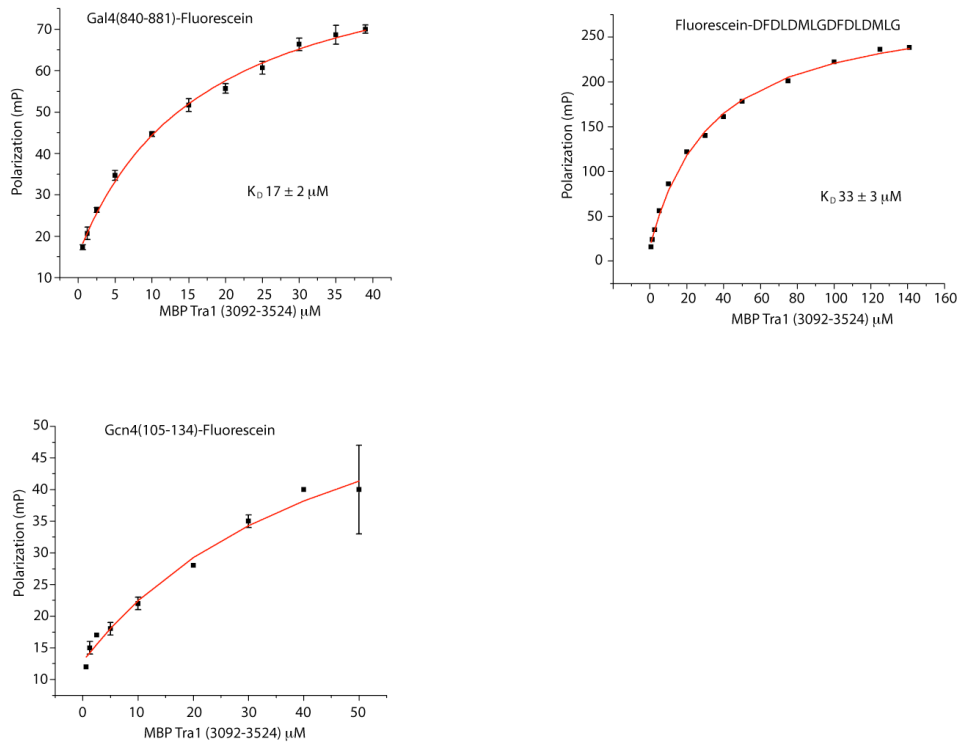 Gal4(840-881)-Fluorescein
70
60
50
40
30
20
10
Polarization (mP)
K_D 17 ± 2 μM
0 5 10 15 20 25 30 35 40
MBP Tra1 (3092-3524) μM
Fluorescein-DFDLDMLGDFDLDMLG
250
200
150
100
50
0
Polarization (mP)
K_D 33 ± 3 μM
0 20 40 60 80 100 120 140 160
MBP Tra1 (3092-3524) μM
Gcn4(105-134)-Fluorescein
50
45
40
35
30
25
20
15
10
Polarization (mP)
0 10 20 30 40 50
MBP Tra1 (3092-3524) μM